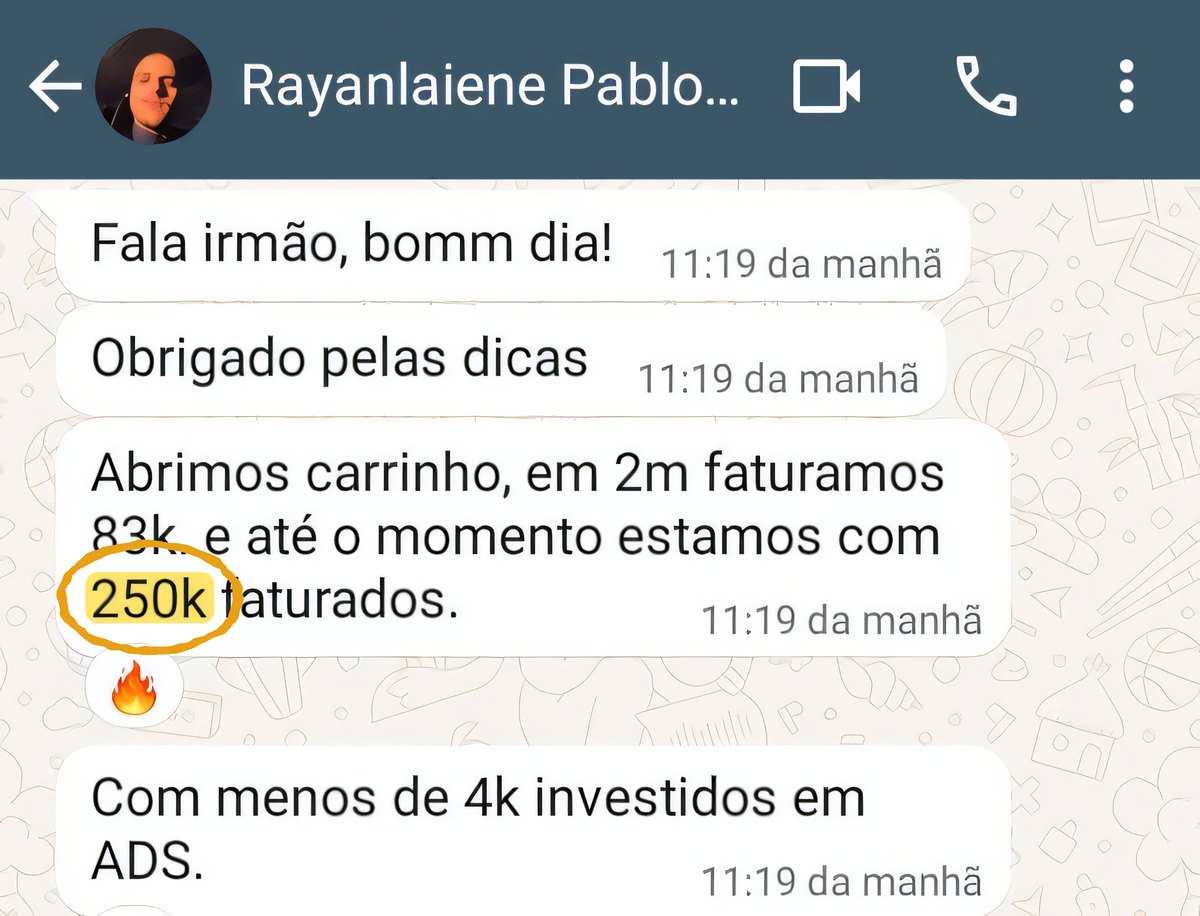 Rayanlaiene Pablo...
Fala irmão, bomm dia!
11:19 da manhã
Obrigado pelas dicas
11:19 da manhã
Abrimos carrinho, em 2m faturamos
83k, e até o momento estamos com
250k faturados.
11:19 da manhã
Com menos de 4k investidos em
ADS.
11:19 da manhã